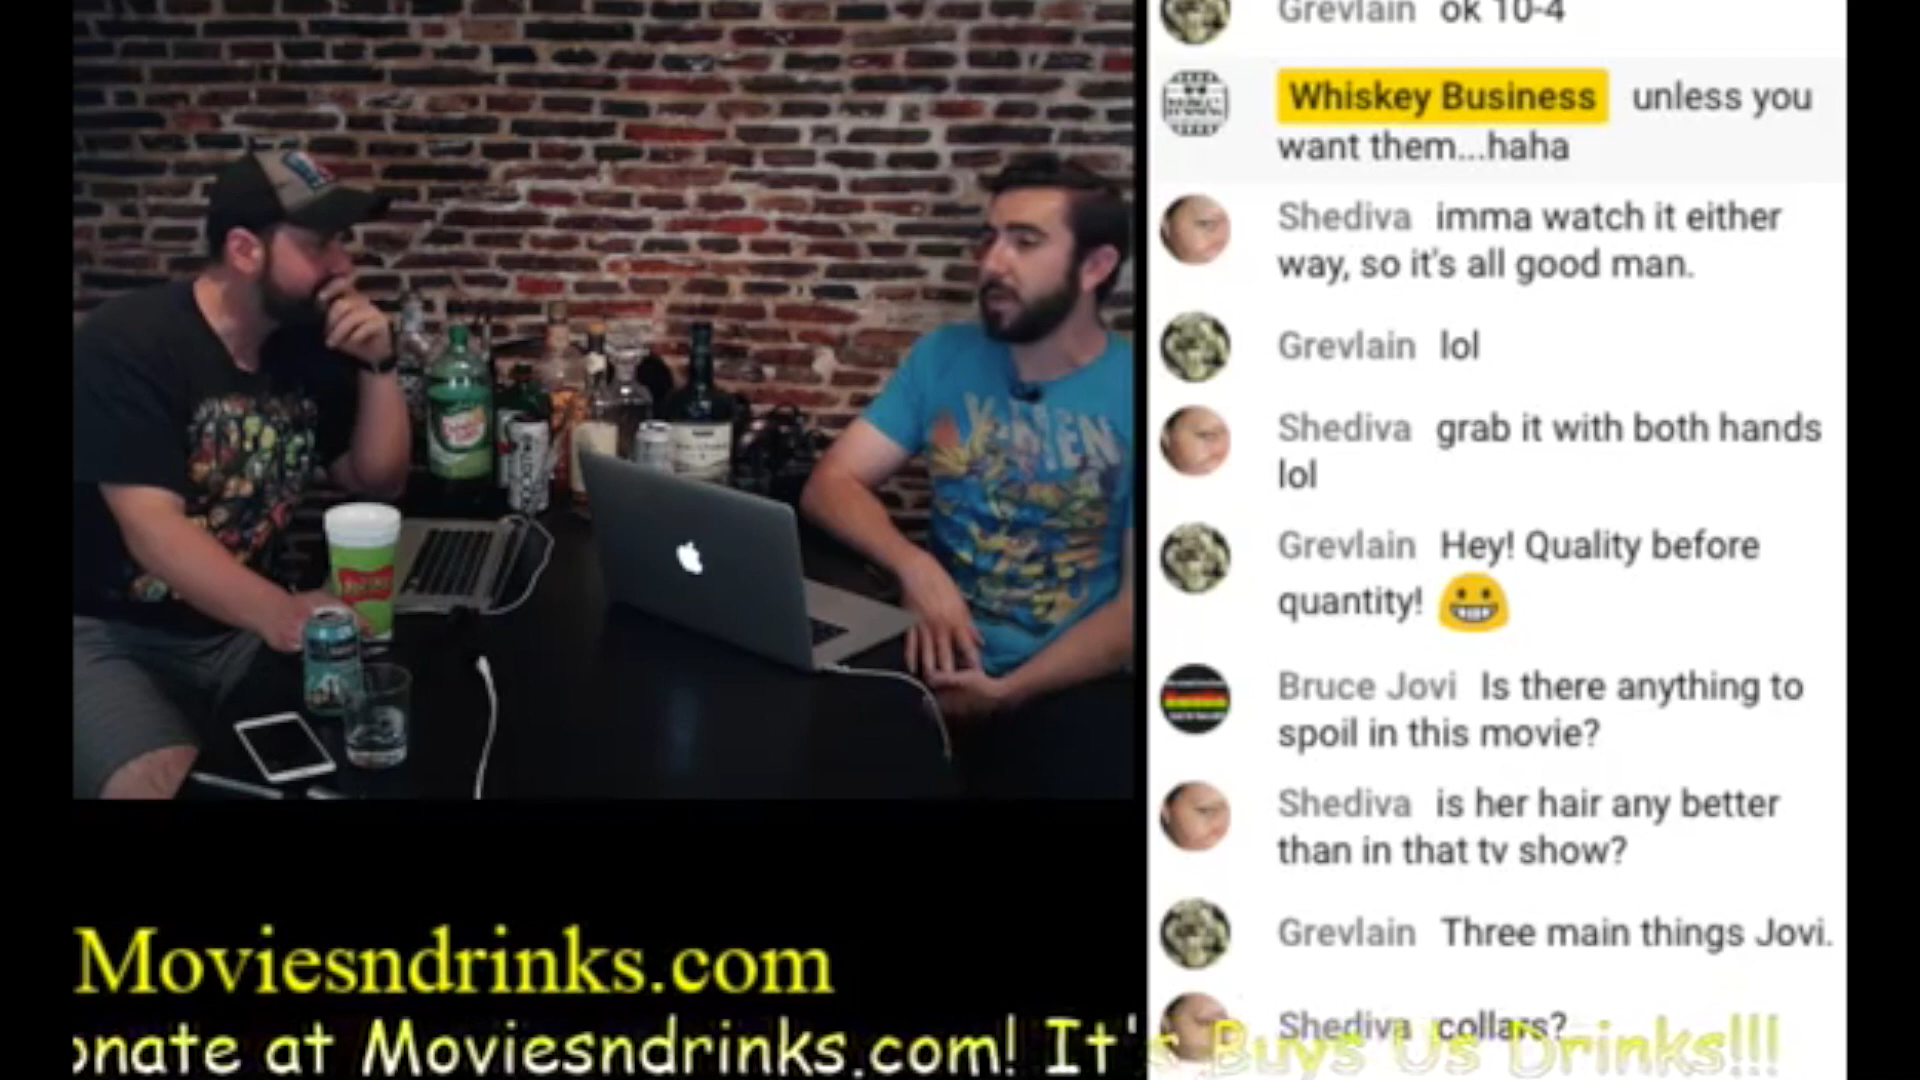 Grevlain ok 10-4
Whiskey Business unless you
want them...haha
Shediva imma watch it either
way, so it's all good man.
Grevlain lol
Shediva grab it with both hands
lol
Grevlain Hey! Quality before
quantity!
Bruce Jovi Is there anything to
spoil in this movie?
Shediva is her hair any better
than in that tv show?
Grevlain Three main things Jovi.
Shediva collars?
X-MEN
Moviesndrinks.com
onate at Moviesndrinks.com! It's Buys Us Drinks!!!